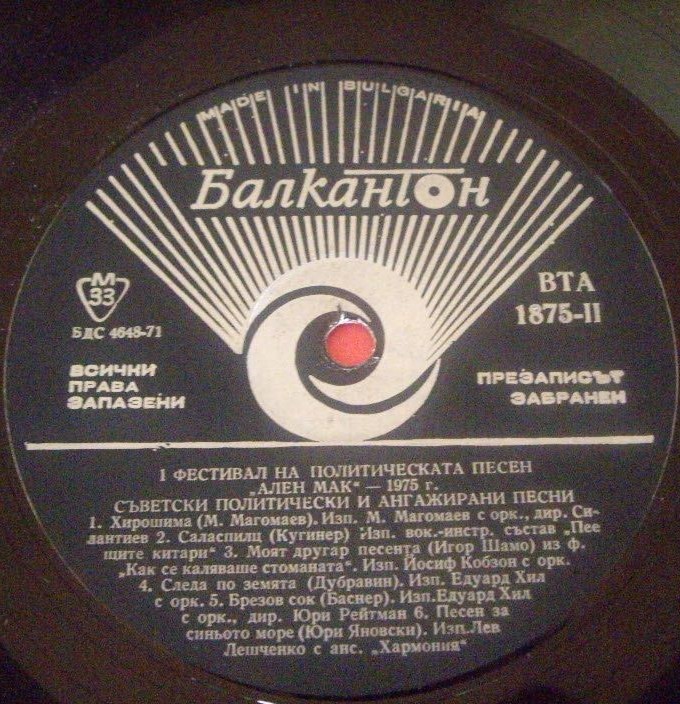 MADE IN BULGARIA
Балкантон
М
33
БДС 4648-71
ВТА
1875-II
ВСИЧКИ
ПРАВА
ЗАПАЗЕНИ
ПРЕЗАПИСЪТ
ЗАБРАНЕН
I ФЕСТИВАЛ НА ПОЛИТИЧЕСКАТА ПЕСЕН
„АЛЕН МАК“ — 1975 г.
СЪВЕТСКИ ПОЛИТИЧЕСКИ И АНГАЖИРАНИ ПЕСНИ
1. Хирошима (М. Магомаев). Изп. М. Магомаев с орк., дир. Си-
лантиев 2. Саласпилц (Кугинер) Изп. вок.-инстр. състав „Пее
щите китари“ 3. Моят другар песента (Игор Шамо) из ф.
„Как се каляваше стоманата“. Изп. Йосиф Кобзон с орк.
4. Следа по земята (Дубравин). Изп. Едуард Хил
с орк. 5. Брезов сок (Баснер). Изп.Едуард Хил
с орк., дир. Юри Рейтман 6. Песен за
синьото море (Юри Яновски). Изп.Лев
Лешченко с анс. „Хармония“